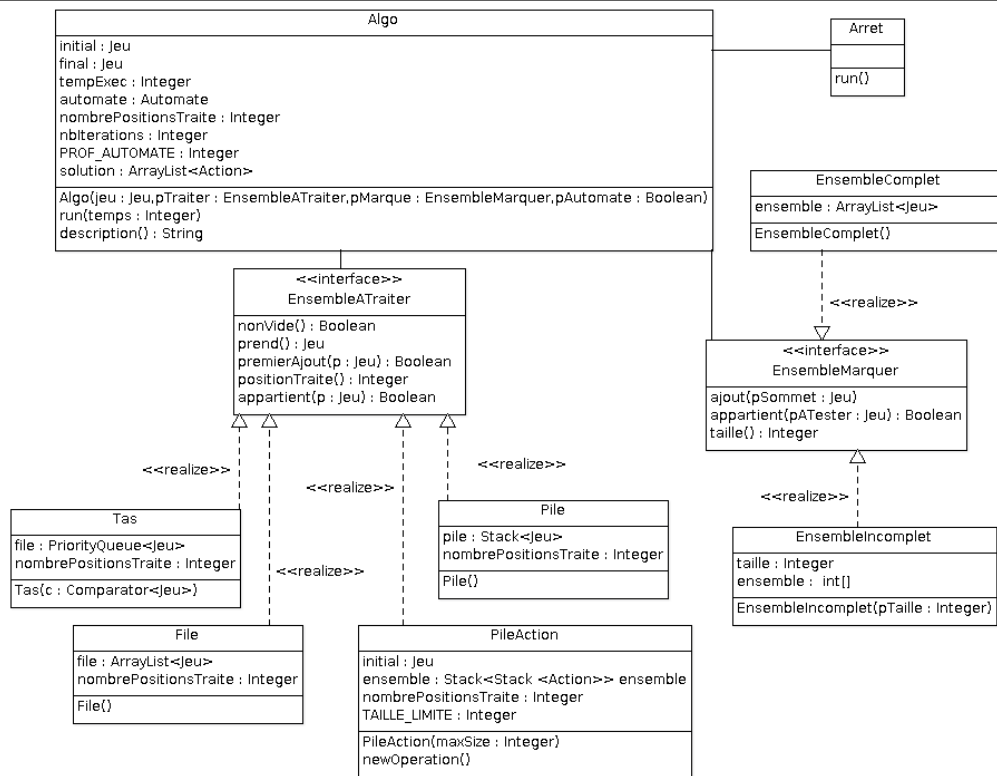 Algo
initial : Jeu
final : Jeu
tempExec : Integer
automate : Automate
nombrePositionsTraite : Integer
nbIterations : Integer
PROF_AUTOMATE : Integer
solution : ArrayList<Action>
Algo(jeu : Jeu,pTraiter : EnsembleATraiter,pMarque : EnsembleMarquer,pAutomate : Boolean)
run(temps : Integer)
description() : String
Arret
run()
EnsembleComplet
ensemble : ArrayList<Jeu>
EnsembleComplet()
<<realize>>
<<interface>>
EnsembleATraiter
nonVide() : Boolean
prend() : Jeu
premierAjout(p : Jeu) : Boolean
positionTraite() : Integer
appartient(p : Jeu) : Boolean
<<interface>>
EnsembleMarquer
ajout(pSommet : Jeu)
appartient(pATester : Jeu) : Boolean
taille() : Integer
<<realize>>
<<realize>>
<<realize>>
<<realize>>
<<realize>>
Tas
file : PriorityQueue<Jeu>
nombrePositionsTraite : Integer
Tas(c : Comparator<Jeu>)
Pile
pile : Stack<Jeu>
nombrePositionsTraite : Integer
Pile()
EnsembleIncomplet
taille : Integer
ensemble : int[]
EnsembleIncomplet(pTaille : Integer)
File
file : ArrayList<Jeu>
nombrePositionsTraite : Integer
File()
PileAction
initial : Jeu
ensemble : Stack<Stack <Action>> ensemble
nombrePositionsTraite : Integer
TAILLE_LIMITE : Integer
PileAction(maxSize : Integer)
newOperation()